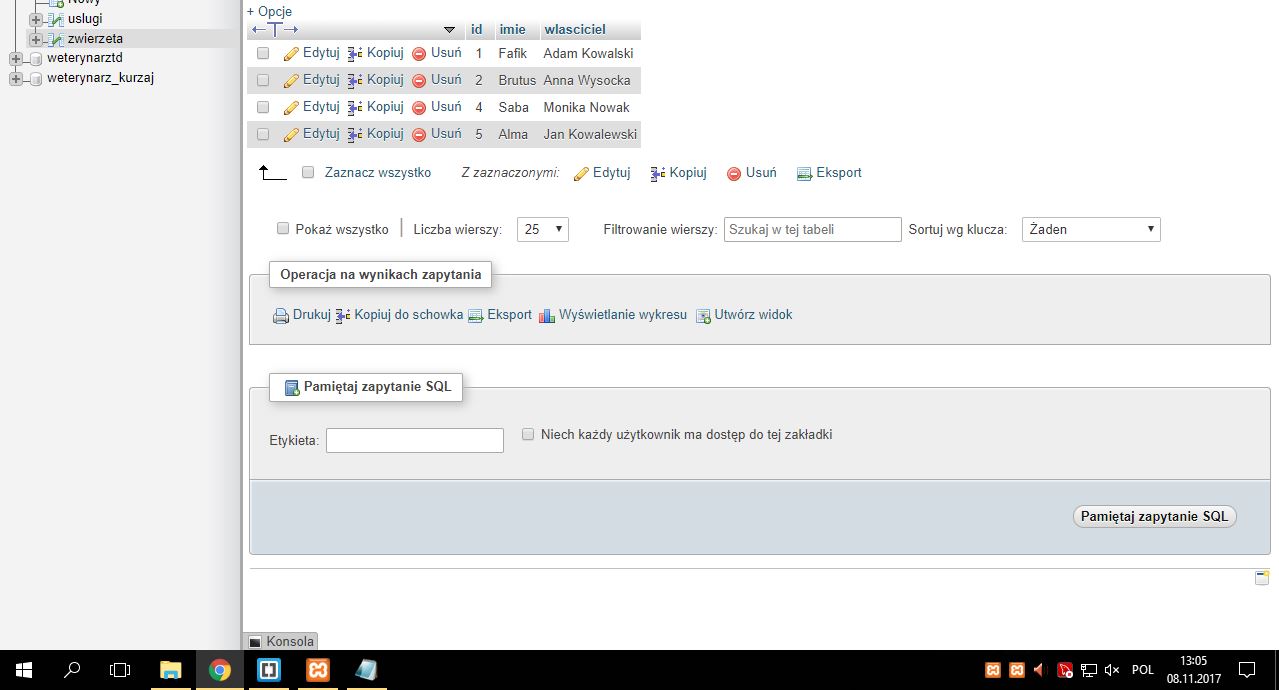 Nowy
uslugi
zwierzeta
weterynarztd
weterynarz_kurzaj
+ Opcje
←T→ id imie wlasciciel
Edytuj Kopiuj Usuń 1 Fafik Adam Kowalski
Edytuj Kopiuj Usuń 2 Brutus Anna Wysocka
Edytuj Kopiuj Usuń 4 Saba Monika Nowak
Edytuj Kopiuj Usuń 5 Alma Jan Kowalewski
Zaznacz wszystko Z zaznaczonymi: Edytuj Kopiuj Usuń Eksport
Pokaż wszystko | Liczba wierszy: 25 Filtrowanie wierszy: Szukaj w tej tabeli Sortuj wg klucza: Żaden
Operacja na wynikach zapytania
Drukuj Kopiuj do schowka Eksport Wyświetlanie wykresu Utwórz widok
Pamiętaj zapytanie SQL
Etykieta: Niech każdy użytkownik ma dostęp do tej zakładki
Pamiętaj zapytanie SQL
Konsola
POL 13:05
08.11.2017